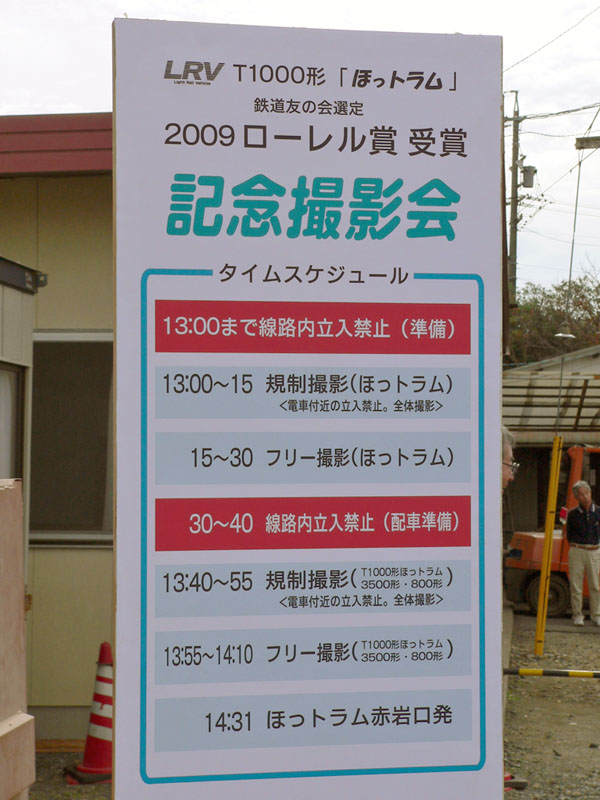 LRV T1000形「ほっトラム」
Light Rail Vehicle
鉄道友の会選定
2009 ローレル賞 受賞
記念撮影会
タイムスケジュール
13:00まで線路内立入禁止（準備）
13:00〜15 規制撮影（ほっトラム）
<電車付近の立入禁止。全体撮影>
15〜30 フリー撮影（ほっトラム）
30〜40 線路内立入禁止（配車準備）
13:40〜55 規制撮影（T1000形ほっトラム
3500形・800形）
<電車付近の立入禁止。全体撮影>
13:55〜14:10 フリー撮影（T1000形ほっトラム
3500形・800形）
14:31 ほっトラム赤岩口発